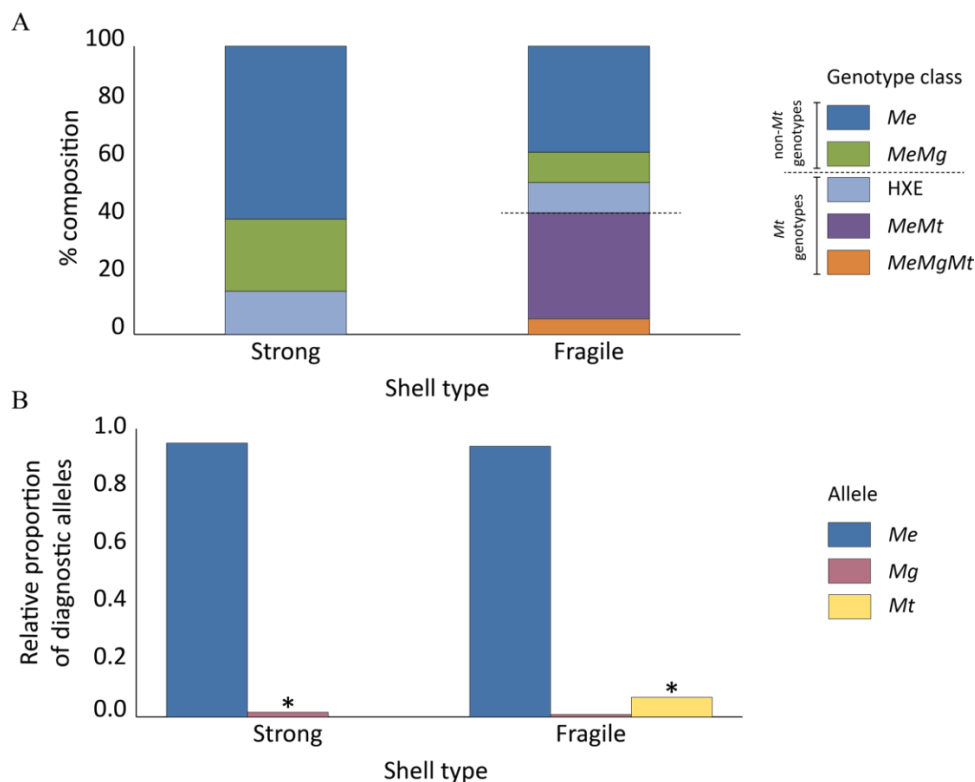 A
100
80
60
40
20
0
% composition
Strong
Fragile
Shell type
Genotype class
non-Mt
genotypes
Me
MeMg
Mt
genotypes
HXE
MeMt
MeMgMt
B
1.0
0.8
0.6
0.4
0.2
0.0
Relative proportion
of diagnostic alleles
*
*
Strong
Fragile
Shell type
Allele
Me
Mg
Mt